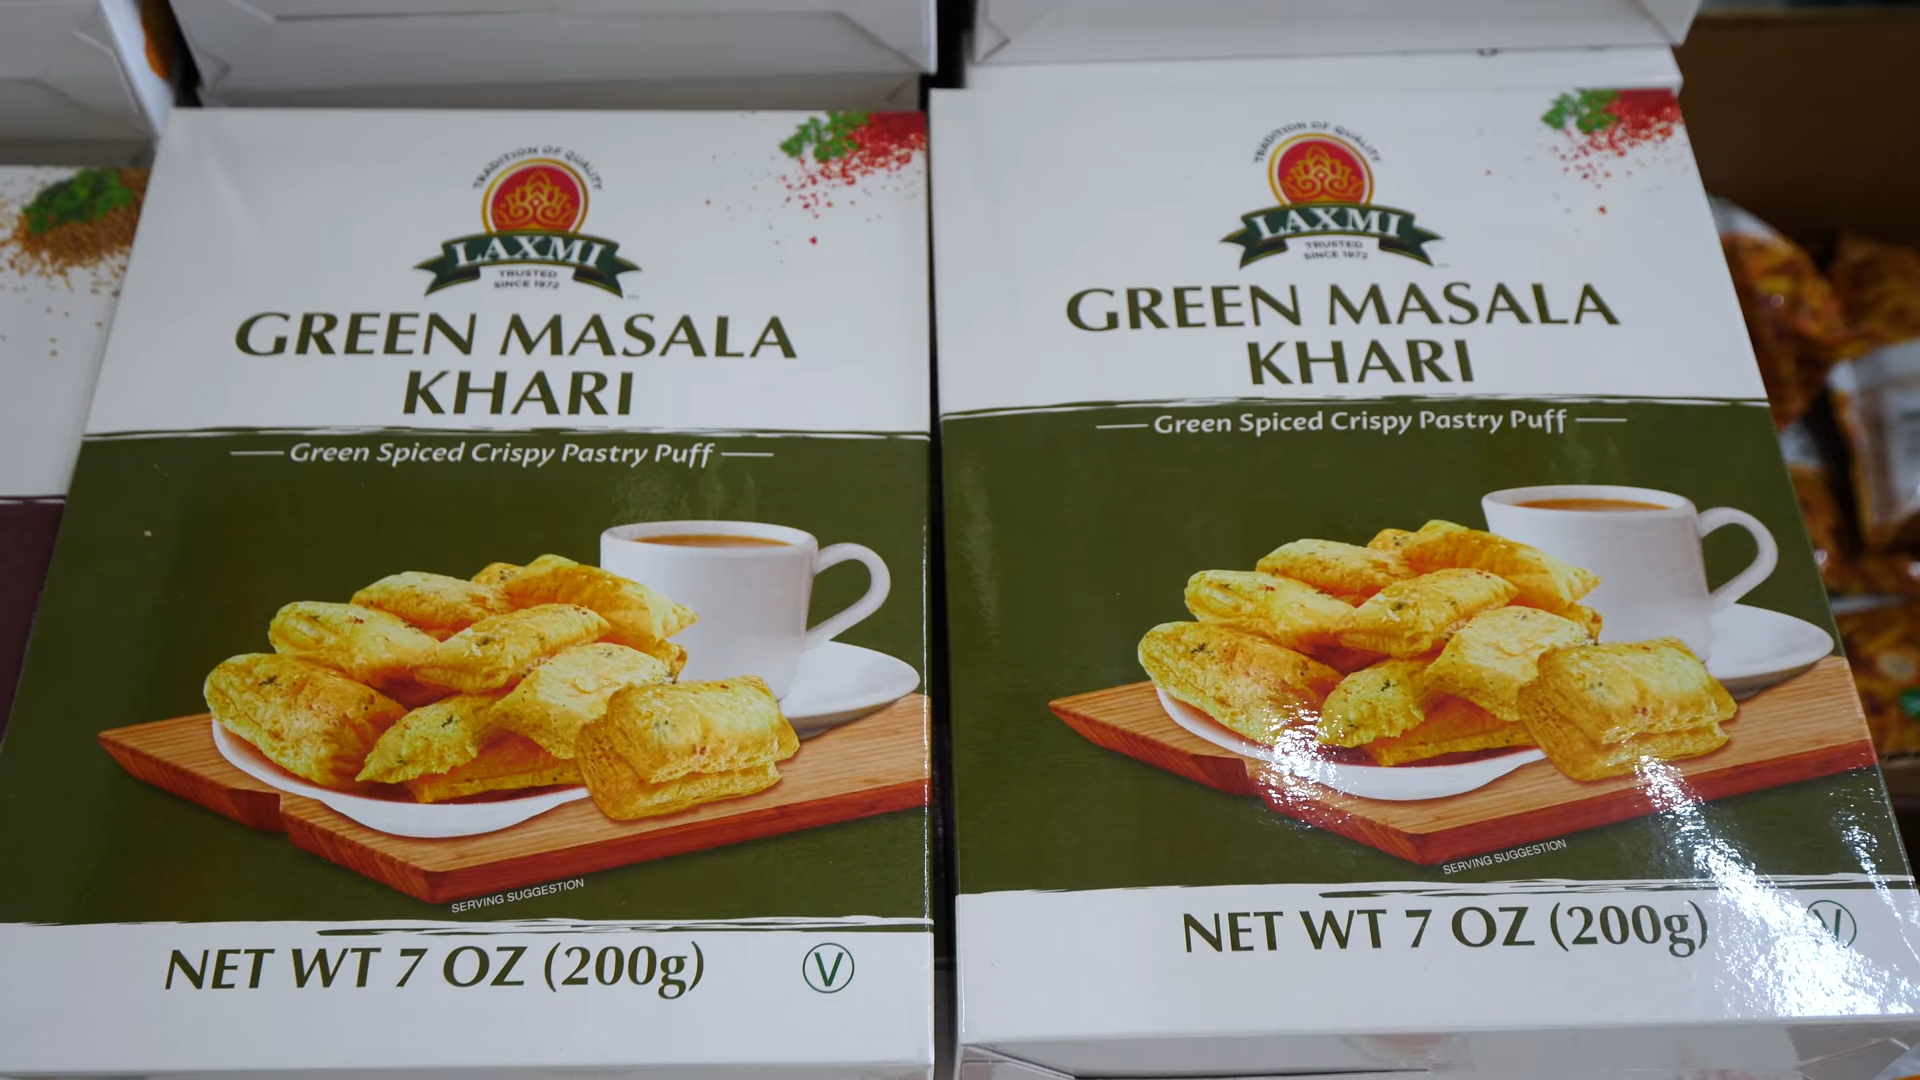 TRADITION OF QUALITY
LAXMI
TRUSTED
SINCE 1972
GREEN MASALA
KHARI
Green Spiced Crispy Pastry Puff
SERVING SUGGESTION
NET WT 7 OZ (200g)
V
TRADITION OF QUALITY
LAXMI
TRUSTED
SINCE 1972
GREEN MASALA
KHARI
Green Spiced Crispy Pastry Puff
SERVING SUGGESTION
NET WT 7 OZ (200g)
V